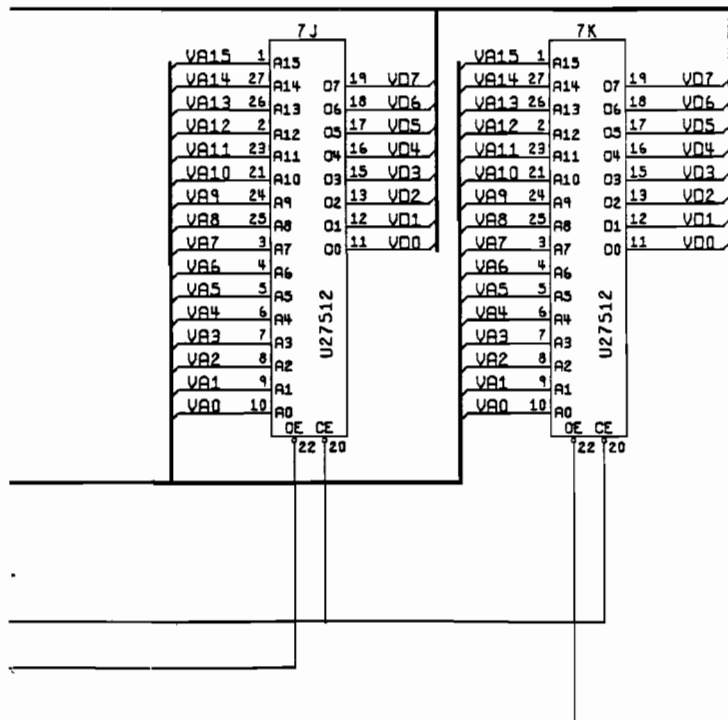 7J
VA15 1 A15
VA14 27 A14 O7 19 VD7
VA13 26 A13 O6 18 VD6
VA12 2 A12 O5 17 VD5
VA11 23 A11 O4 16 VD4
VA10 21 A10 O3 15 VD3
VA9 24 A9 O2 13 VD2
VA8 25 A8 O1 12 VD1
VA7 3 A7 O0 11 VD0
VA6 4 A6
VA5 5 A5
VA4 6 A4
VA3 7 A3
VA2 8 A2
VA1 9 A1
VA0 10 A0
U27512
OE CE
22 20
7K
VA15 1 A15
VA14 27 A14 O7 19 VD7
VA13 26 A13 O6 18 VD6
VA12 2 A12 O5 17 VD5
VA11 23 A11 O4 16 VD4
VA10 21 A10 O3 15 VD3
VA9 24 A9 O2 13 VD2
VA8 25 A8 O1 12 VD1
VA7 3 A7 O0 11 VD0
VA6 4 A6
VA5 5 A5
VA4 6 A4
VA3 7 A3
VA2 8 A2
VA1 9 A1
VA0 10 A0
U27512
OE CE
22 20